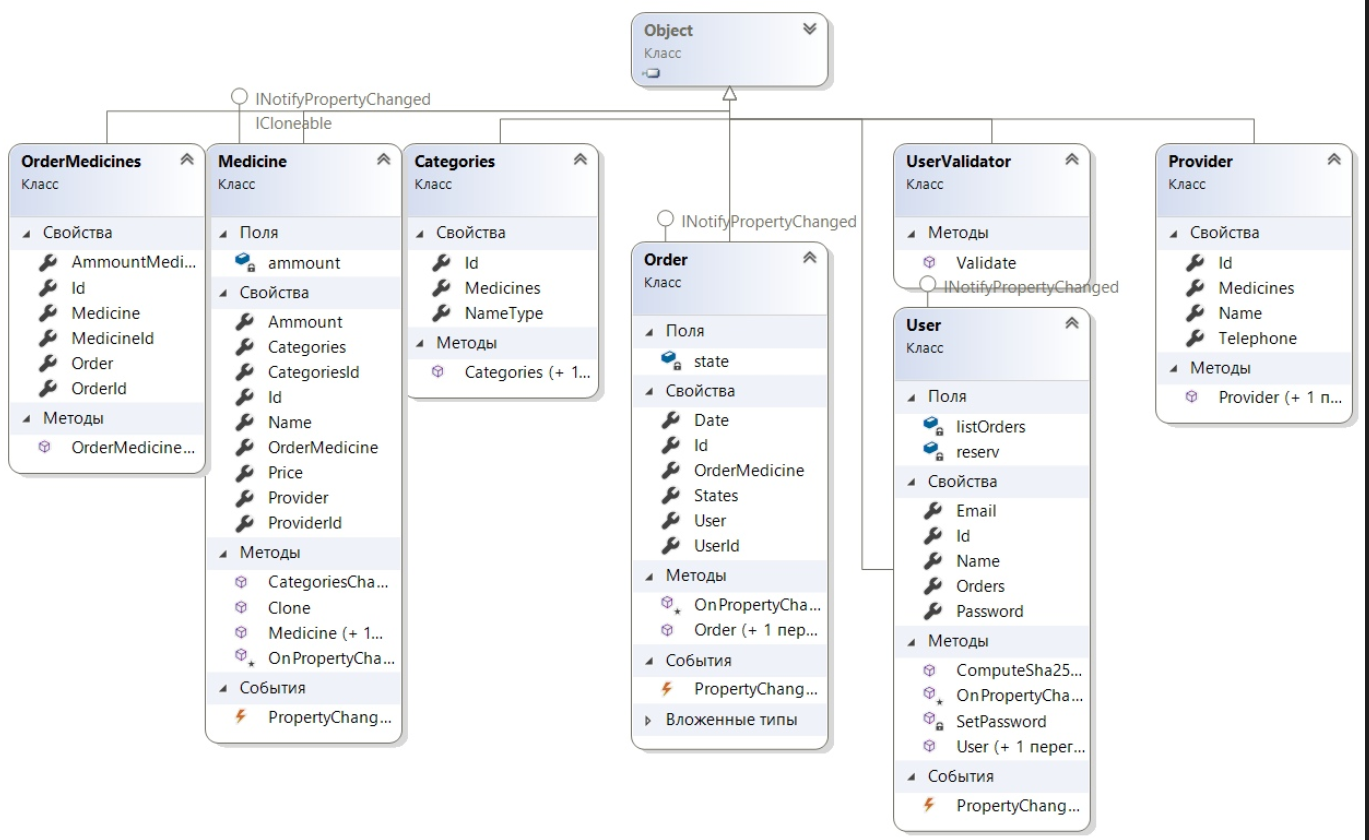 Object
Класс
INotifyPropertyChanged
ICloneable
OrderMedicines
Класс
Свойства
AmmountMedi...
Id
Medicine
MedicineId
Order
OrderId
Методы
OrderMedicine...
Medicine
Класс
Поля
ammount
Свойства
Ammount
Categories
CategoriesId
Id
Name
OrderMedicine
Price
Provider
ProviderId
Методы
CategoriesCha...
Clone
Medicine (+ 1...
OnPropertyCha...
События
PropertyChang...
Categories
Класс
Свойства
Id
Medicines
NameType
Методы
Categories (+ 1...
INotifyPropertyChanged
Order
Класс
Поля
state
Свойства
Date
Id
OrderMedicine
States
User
UserId
Методы
OnPropertyCha...
Order (+ 1 пер...
События
PropertyChang...
Вложенные типы
UserValidator
Класс
Методы
Validate
INotifyPropertyChanged
User
Класс
Поля
listOrders
reserv
Свойства
Email
Id
Name
Orders
Password
Методы
ComputeSha25...
OnPropertyCha...
SetPassword
User (+ 1 перег...
События
PropertyChang...
Provider
Класс
Свойства
Id
Medicines
Name
Telephone
Методы
Provider (+ 1 п...